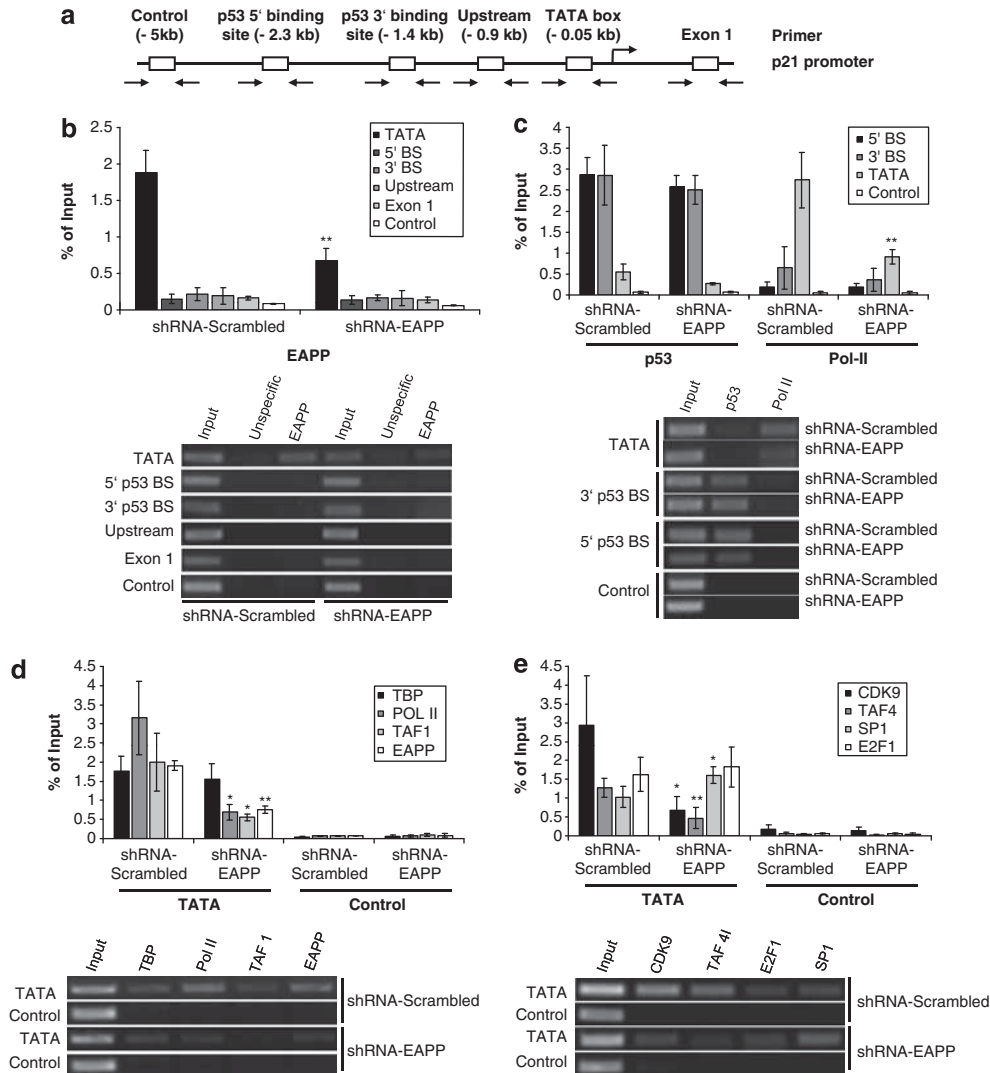 a
Control (- 5kb)
p53 5‘ binding site (- 2.3 kb)
p53 3‘ binding site (- 1.4 kb)
Upstream (- 0.9 kb)
TATA box (- 0.05 kb)
Exon 1
Primer
p21 promoter
b
% of Input
2.5
2
1.5
1
0.5
0
TATA
5' BS
3' BS
Upstream
Exon 1
Control
**
shRNA-Scrambled
shRNA-EAPP
EAPP
Input
Unspecific
EAPP
Input
Unspecific
EAPP
TATA
5‘ p53 BS
3‘ p53 BS
Upstream
Exon 1
Control
shRNA-Scrambled
shRNA-EAPP
c
% of Input
4
3.5
3
2.5
2
1.5
1
0.5
0
5' BS
3' BS
TATA
Control
**
shRNA-Scrambled
shRNA-EAPP
shRNA-Scrambled
shRNA-EAPP
p53
Pol-II
Input
p53
Pol II
TATA
shRNA-Scrambled
shRNA-EAPP
3‘ p53 BS
shRNA-Scrambled
shRNA-EAPP
5‘ p53 BS
shRNA-Scrambled
shRNA-EAPP
Control
shRNA-Scrambled
shRNA-EAPP
d
% of Input
4.5
4
3.5
3
2.5
2
1.5
1
0.5
0
TBP
POL II
TAF1
EAPP
* * **
shRNA-Scrambled
shRNA-EAPP
shRNA-Scrambled
shRNA-EAPP
TATA
Control
Input
TBP
Pol II
TAF 1
EAPP
TATA
Control
shRNA-Scrambled
TATA
Control
shRNA-EAPP
e
% of Input
4.5
4
3.5
3
2.5
2
1.5
1
0.5
0
CDK9
TAF4
SP1
E2F1
* ** *
shRNA-Scrambled
shRNA-EAPP
shRNA-Scrambled
shRNA-EAPP
TATA
Control
Input
CDK9
TAF 4I
E2F1
SP1
TATA
Control
shRNA-Scrambled
TATA
Control
shRNA-EAPP